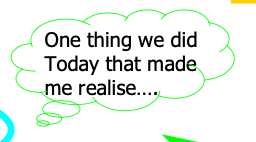 One thing we did
Today that made
me realise….